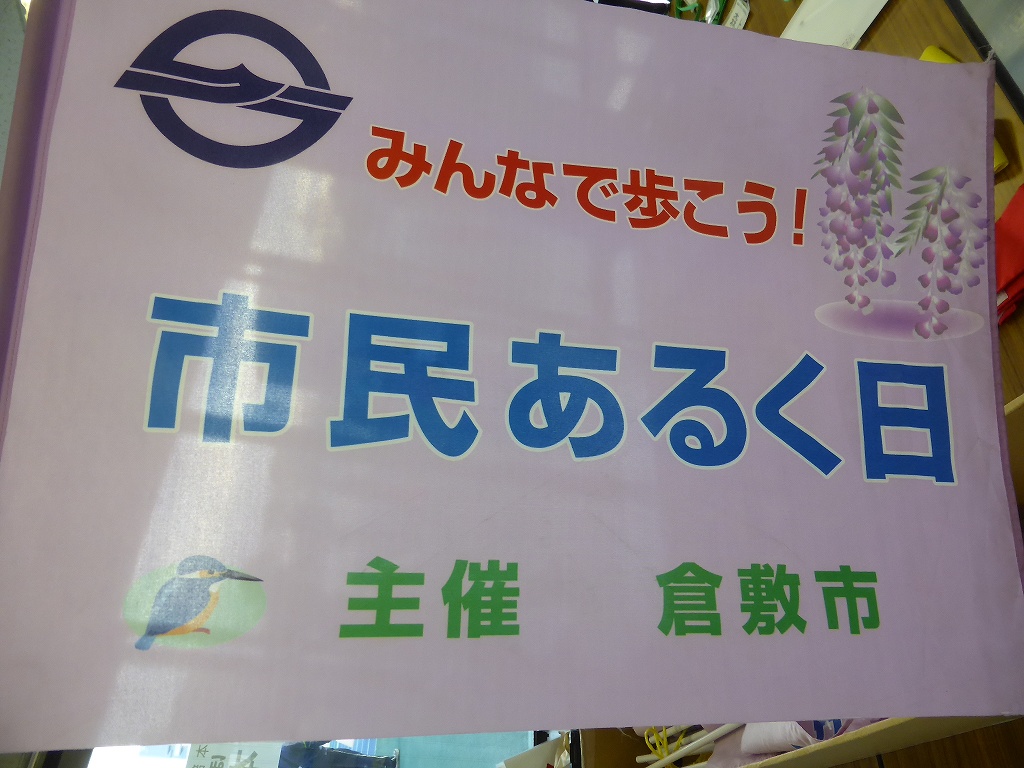 みんなで歩こう!
市民あるく日
主催 倉敷市